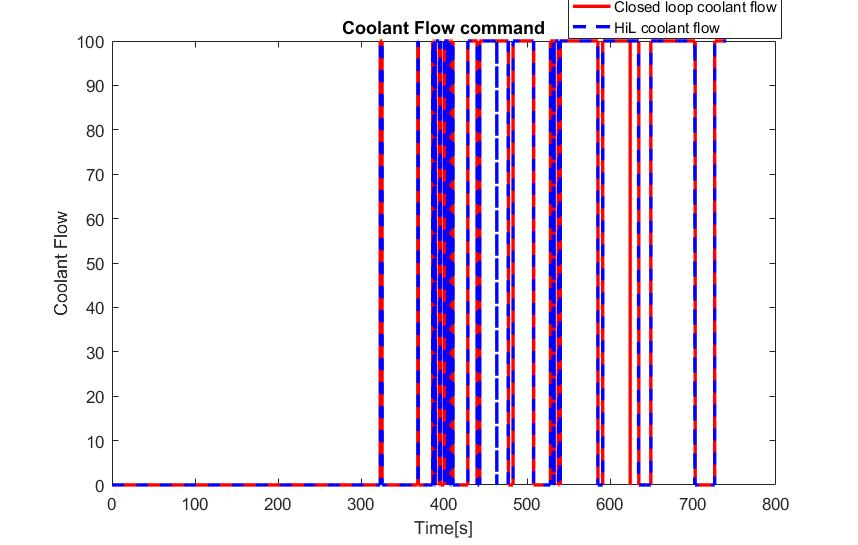 Closed loop coolant flow
Coolant Flow command
HiL coolant flow
100
90
80
70
60
50
40
30
20
10
0
Coolant Flow
0 100 200 300 400 500 600 700 800
Time[s]